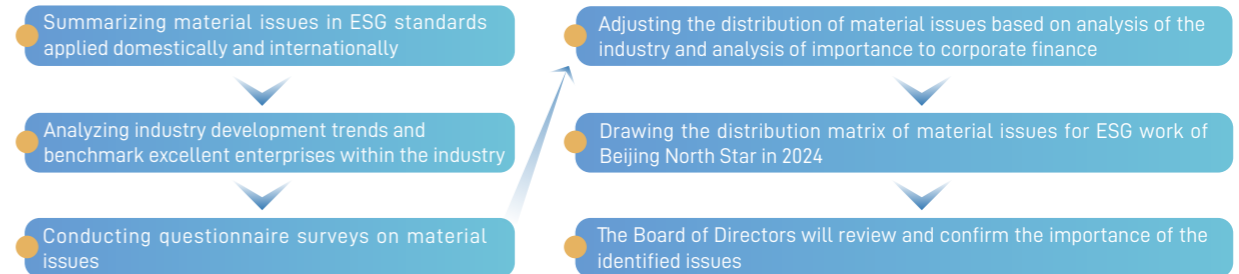 Summarizing material issues in ESG standards
applied domestically and internationally
Analyzing industry development trends and
benchmark excellent enterprises within the industry
Conducting questionnaire surveys on material
issues
Adjusting the distribution of material issues based on analysis of the
industry and analysis of importance to corporate finance
Drawing the distribution matrix of material issues for ESG work of
Beijing North Star in 2024
The Board of Directors will review and confirm the importance of the
identified issues